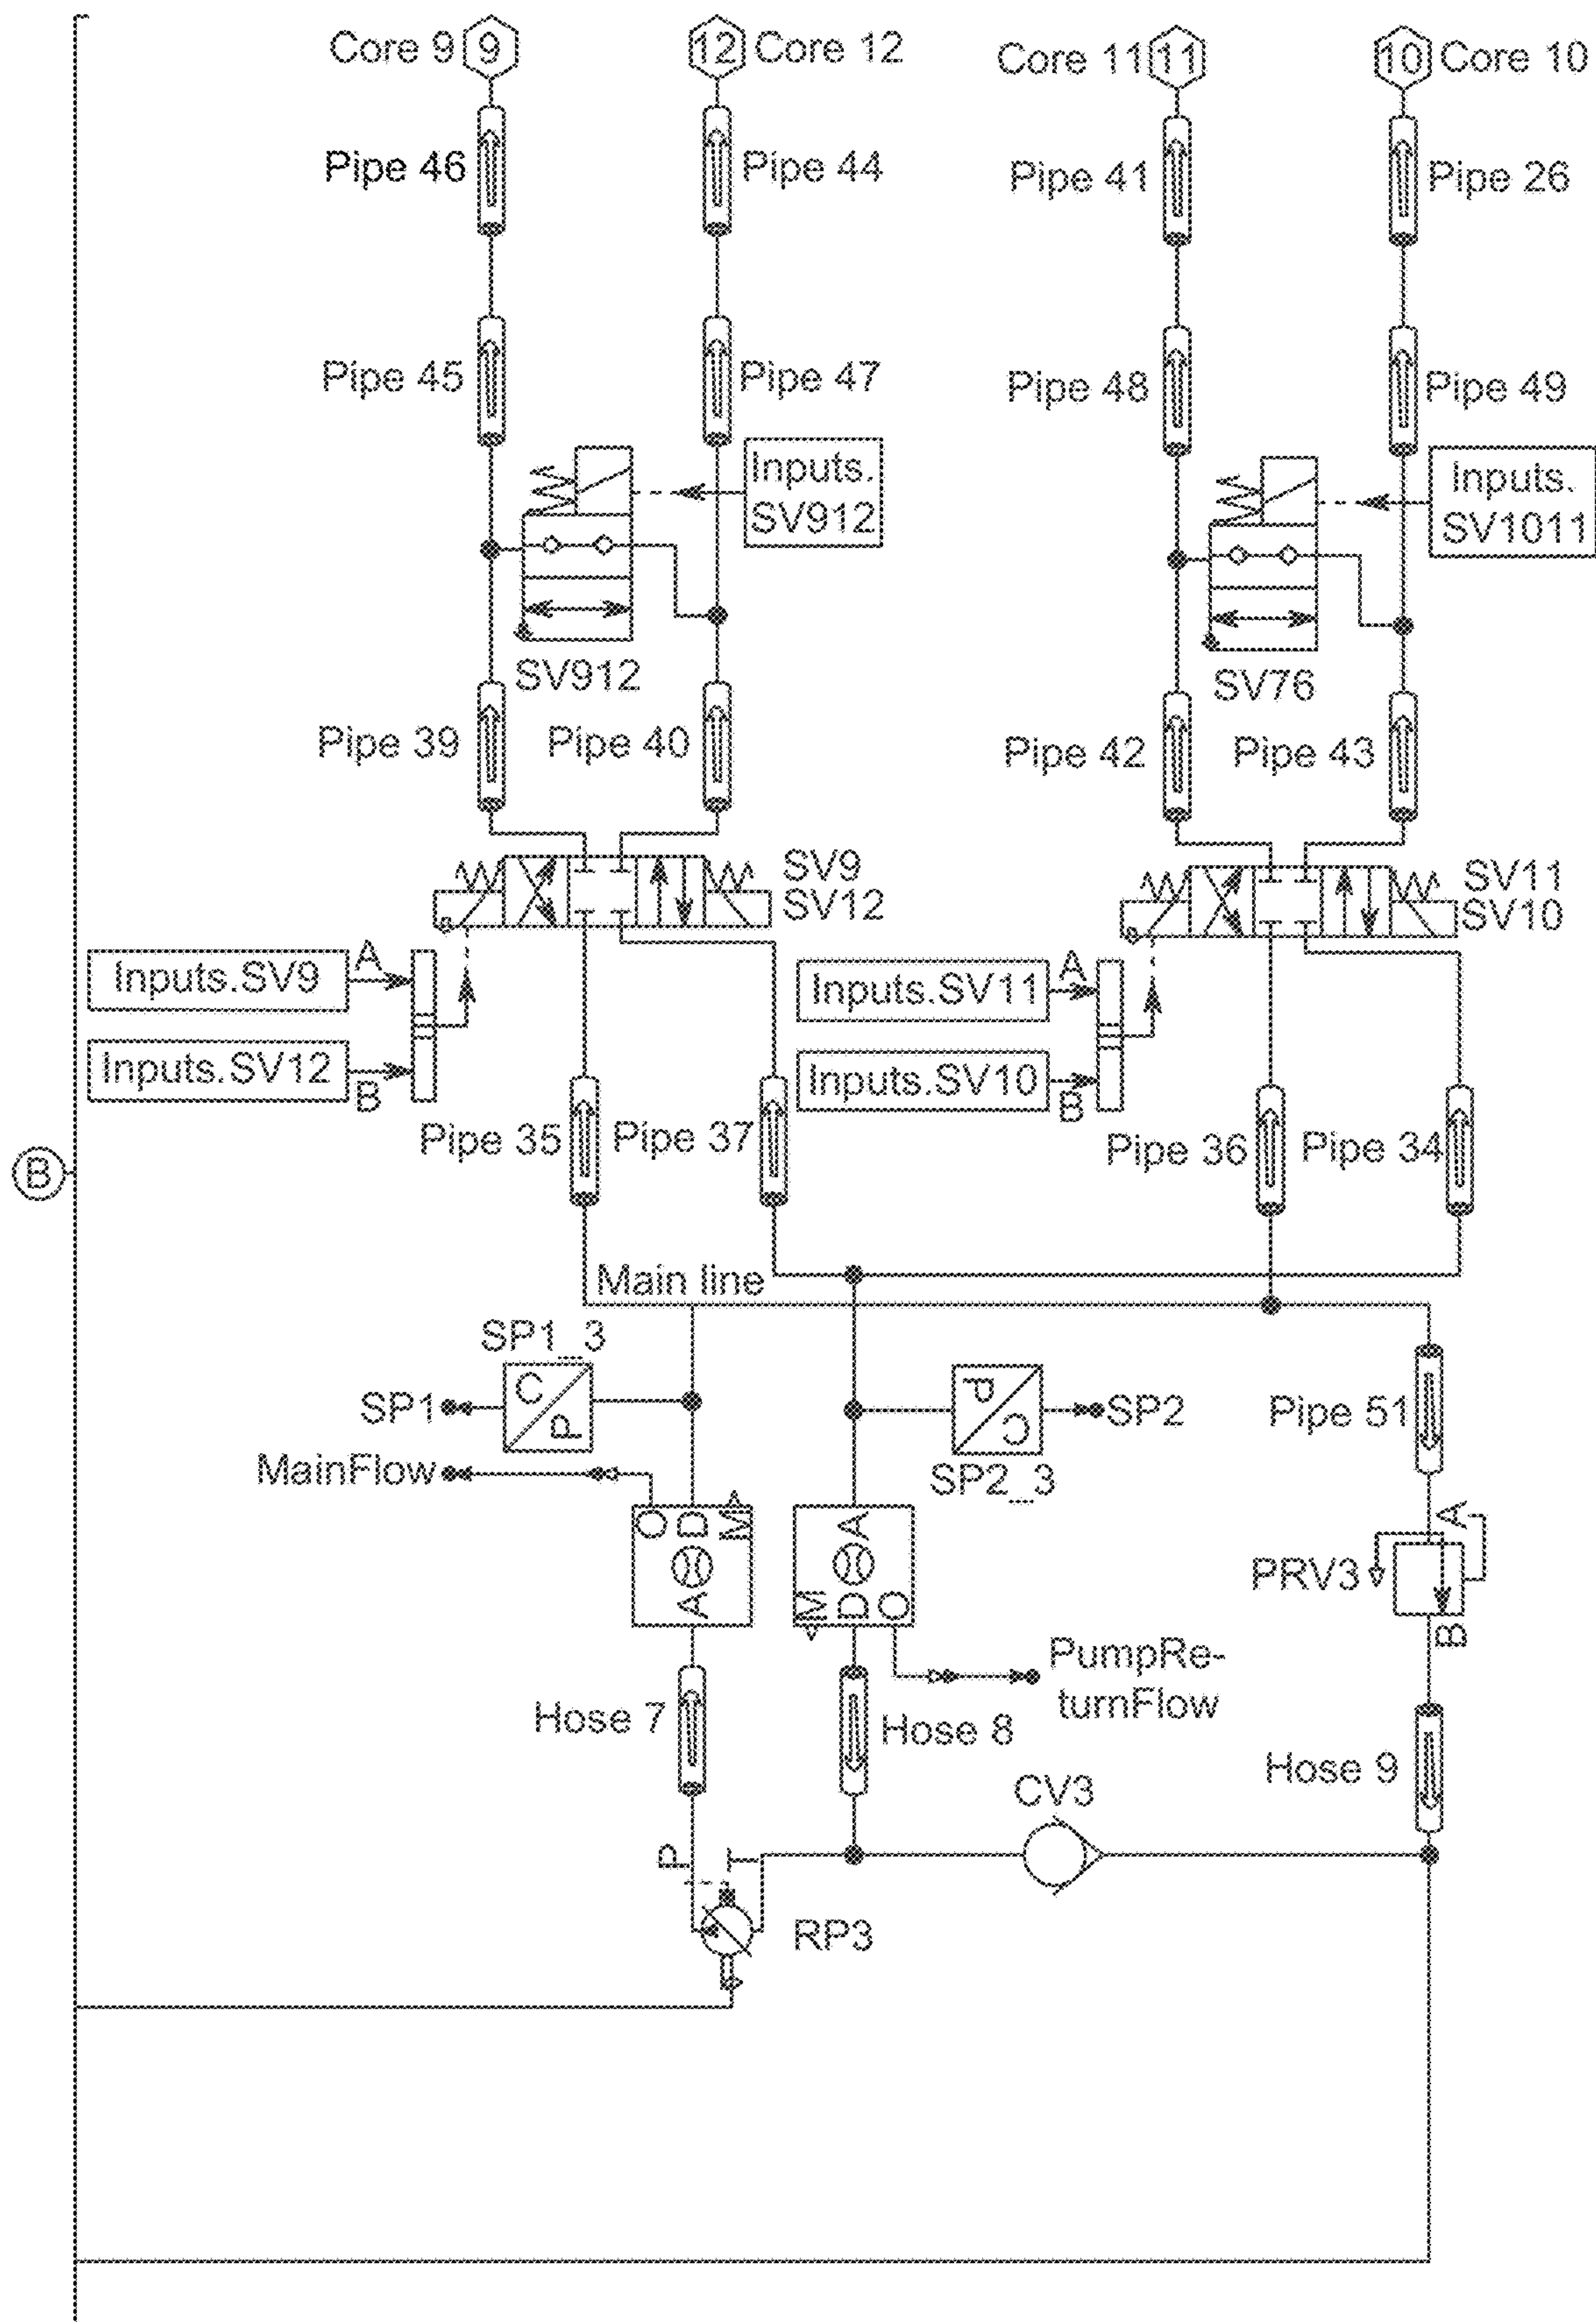 Core 9 9
12 Core 12
Core 11 11
10 Core 10
Pipe 46
Pipe 44
Pipe 41
Pipe 26
Pipe 45
Pipe 47
Pipe 48
Pipe 49
Inputs.
SV912
Inputs.
SV1011
SV912
SV76
Pipe 39
Pipe 40
Pipe 42
Pipe 43
SV9
SV12
SV11
SV10
Inputs.SV9
A
Inputs.SV12
B
Inputs.SV11
A
Inputs.SV10
B
Pipe 35
Pipe 37
Pipe 36
Pipe 34
B
Main line
SP1_3
SP1
C
P
P
C
SP2
SP2_3
Pipe 51
MainFlow
O D M
A
A
M D O
A
PRV3
B
PumpRe-
turnFlow
Hose 7
Hose 8
Hose 9
CV3
P
T
RP3